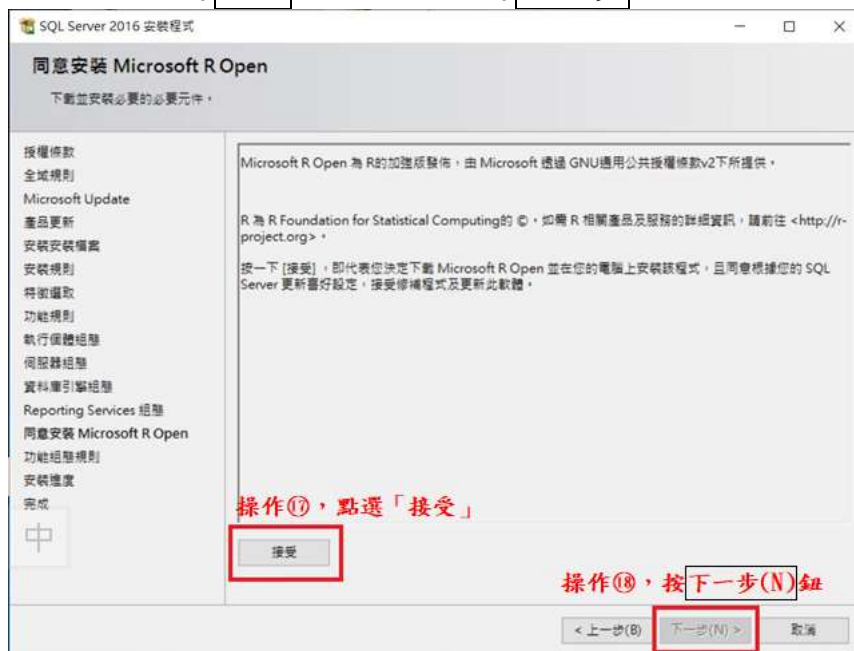 SQL Server 2016 安裝程式
同意安裝 Microsoft R Open
下載並安裝必要的必要元件。
授權條款
全域規則
Microsoft Update
產品更新
安裝安裝檔案
安裝規則
特徵選取
功能規則
執行個體組態
伺服器組態
資料庫引擎組態
Reporting Services 組態
同意安裝 Microsoft R Open
功能組態規則
安裝進度
完成
Microsoft R Open 為 R的加強版發佈，由 Microsoft 透過 GNU通用公共授權條款v2下所提供。
R 為 R Foundation for Statistical Computing的 ©。如需 R 相關產品及服務的詳細資訊，請前往 <http://r-
project.org>。
按一下 [接受]，即代表您決定下載 Microsoft R Open 並在您的電腦上安裝該程式，且同意根據您的 SQL
Server 更新喜好設定，接受修補程式及更新此軟體。
操作⑰，點選「接受」
中
接受
操作⑱，按下一步(N)鈕
< 上一步(B)
下一步(N) >
取消